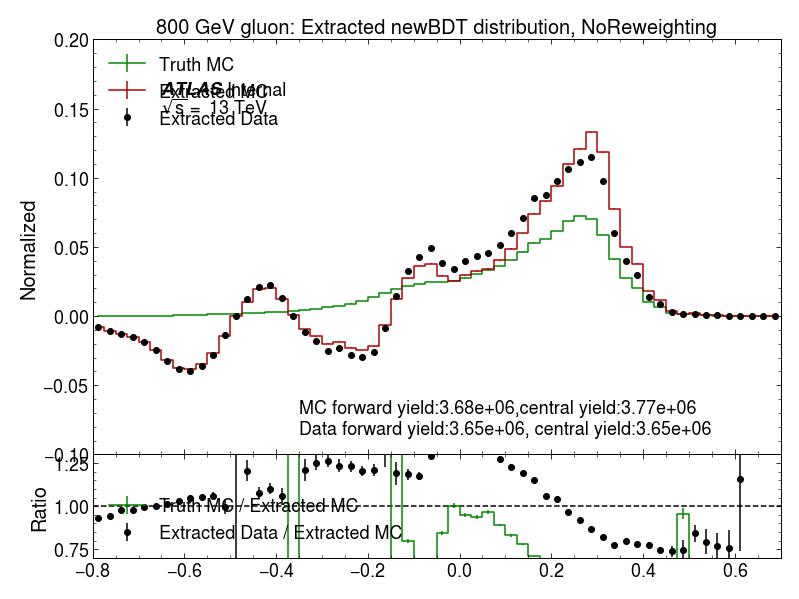 800 GeV gluon: Extracted newBDT distribution, NoReweighting
0.20
Truth MC
ATLAS Internal
Extracted MC
√s = 13 TeV
Extracted Data
0.15
0.10
0.05
0.00
−0.05
−0.10
Normalized
MC forward yield:3.68e+06,central yield:3.77e+06
Data forward yield:3.65e+06, central yield:3.65e+06
1.25
1.00
0.75
Ratio
Truth MC / Extracted MC
Extracted Data / Extracted MC
−0.8 −0.6 −0.4 −0.2 0.0 0.2 0.4 0.6